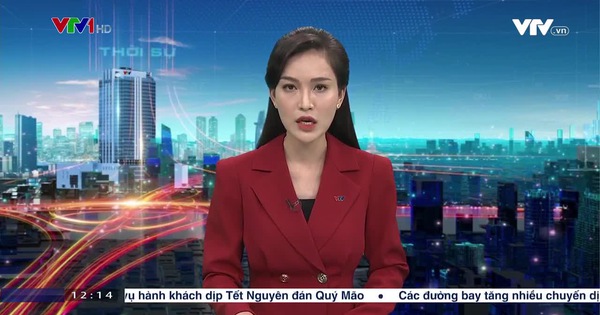 VTV1 HD
VTV.vn
THỜI SỰ
12:14 vụ hành khách dịp Tết Nguyên đán Quý Mão • Các đường bay tăng nhiều chuyến dị